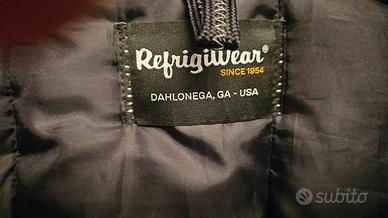 RefrigiWear®
SINCE 1954
DAHLONEGA, GA - USA
subito